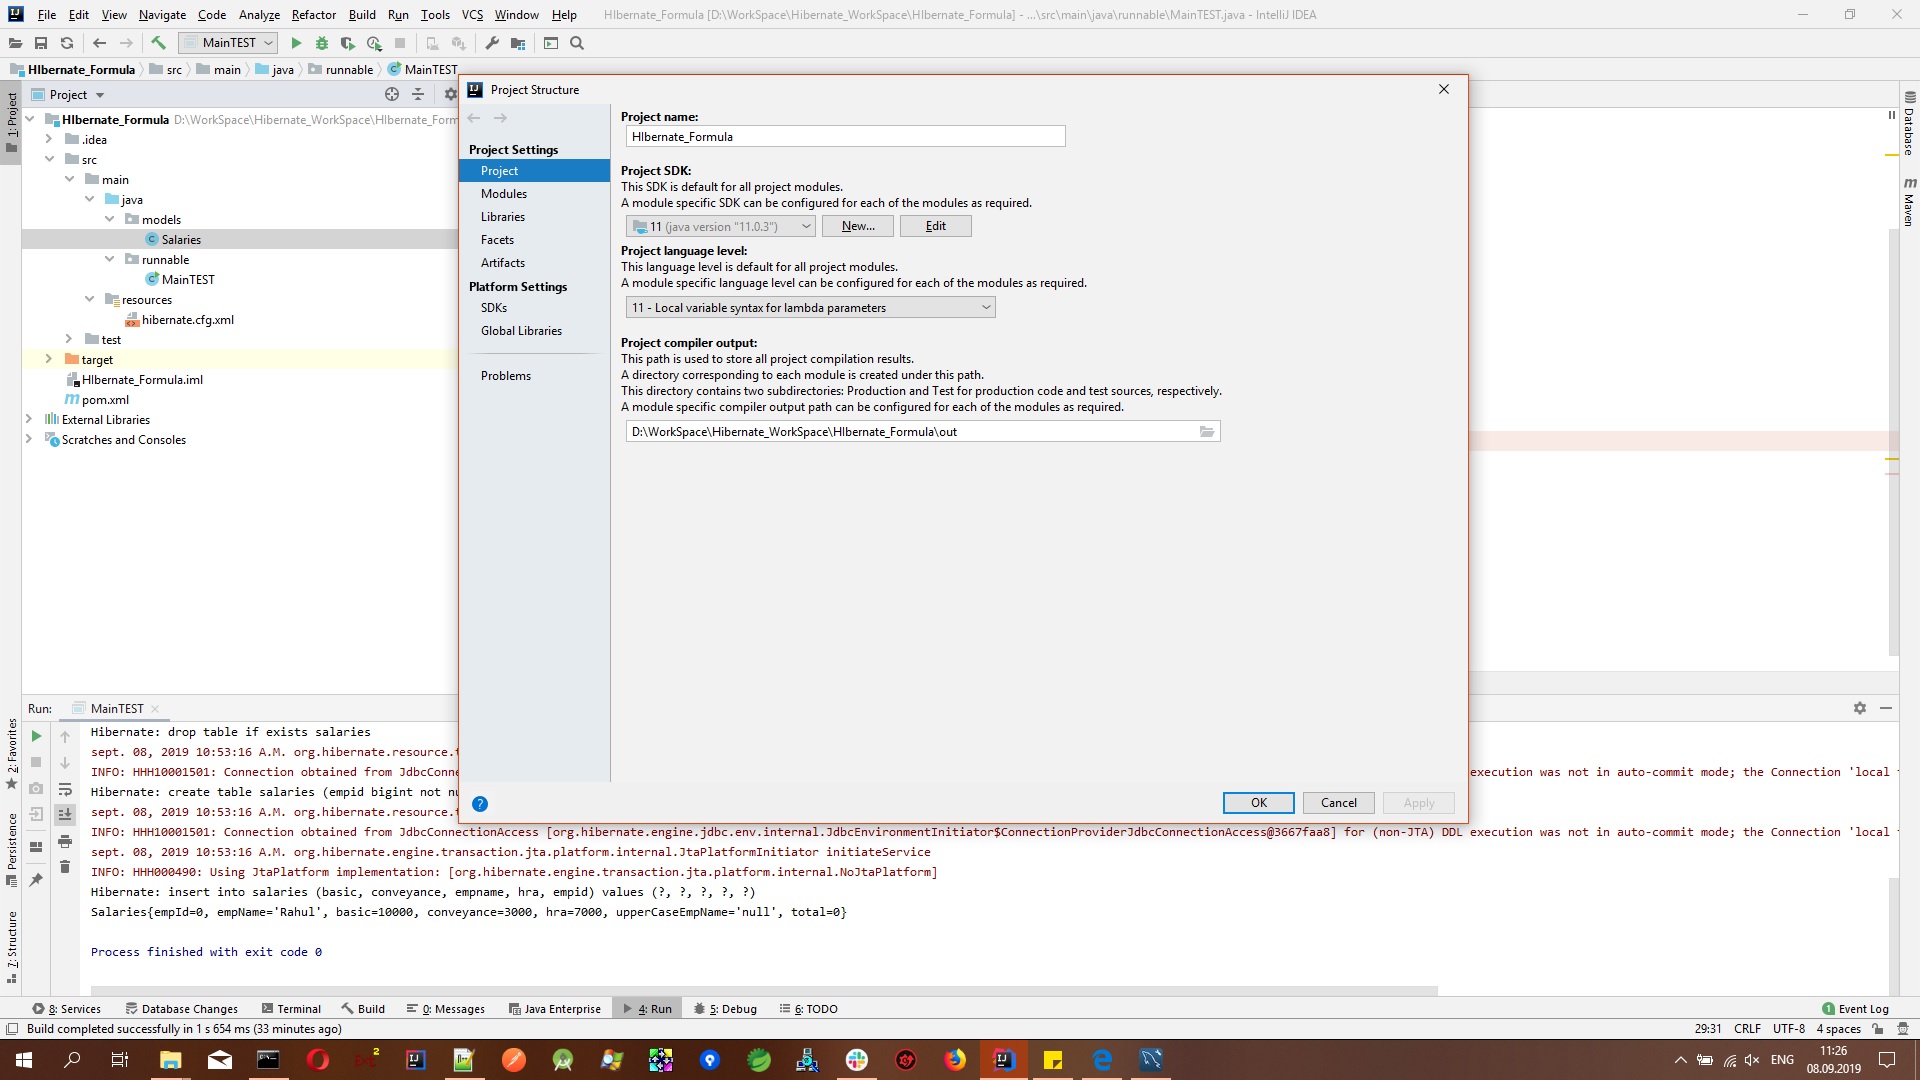 File Edit View Navigate Code Analyze Refactor Build Run Tools VCS Window Help HIbernate_Formula [D:\WorkSpace\Hibernate_WorkSpace\HIbernate_Formula] - ...\src\main\java\runnable\MainTEST.java - IntelliJ IDEA
MainTEST
HIbernate_Formula src main java runnable MainTEST
1: Project
Project
HIbernate_Formula D:\WorkSpace\Hibernate_WorkSpace\HIbernate_Form
.idea
src
main
java
models
Salaries
runnable
MainTEST
resources
hibernate.cfg.xml
test
target
HIbernate_Formula.iml
pom.xml
External Libraries
Scratches and Consoles
Project Structure
Project Settings
Project
Modules
Libraries
Facets
Artifacts
Platform Settings
SDKs
Global Libraries
Problems
Project name:
HIbernate_Formula
Project SDK:
This SDK is default for all project modules.
A module specific SDK can be configured for each of the modules as required.
11 (java version "11.0.3") New... Edit
Project language level:
This language level is default for all project modules.
A module specific language level can be configured for each of the modules as required.
11 - Local variable syntax for lambda parameters
Project compiler output:
This path is used to store all project compilation results.
A directory corresponding to each module is created under this path.
This directory contains two subdirectories: Production and Test for production code and test sources, respectively.
A module specific compiler output path can be configured for each of the modules as required.
D:\WorkSpace\Hibernate_WorkSpace\HIbernate_Formula\out
? OK Cancel Apply
Database
m Maven
2: Favorites
Persistence
7: Structure
Run: MainTEST
Hibernate: drop table if exists salaries
sept. 08, 2019 10:53:16 A.M. org.hibernate.resource.t
INFO: HHH10001501: Connection obtained from JdbcConne execution was not in auto-commit mode; the Connection 'local
Hibernate: create table salaries (empid bigint not nu
sept. 08, 2019 10:53:16 A.M. org.hibernate.resource.t
INFO: HHH10001501: Connection obtained from JdbcConnectionAccess [org.hibernate.engine.jdbc.env.internal.JdbcEnvironmentInitiator$ConnectionProviderJdbcConnectionAccess@3667faa8] for (non-JTA) DDL execution was not in auto-commit mode; the Connection 'local
sept. 08, 2019 10:53:16 A.M. org.hibernate.engine.transaction.jta.platform.internal.JtaPlatformInitiator initiateService
INFO: HHH000490: Using JtaPlatform implementation: [org.hibernate.engine.transaction.jta.platform.internal.NoJtaPlatform]
Hibernate: insert into salaries (basic, conveyance, empname, hra, empid) values (?, ?, ?, ?, ?)
Salaries{empId=0, empName='Rahul', basic=10000, conveyance=3000, hra=7000, upperCaseEmpName='null', total=0}
Process finished with exit code 0
8: Services Database Changes Terminal Build 0: Messages Java Enterprise 4: Run 5: Debug 6: TODO 1 Event Log
Build completed successfully in 1 s 654 ms (33 minutes ago) 29:31 CRLF UTF-8 4 spaces
ENG 11:26
08.09.2019